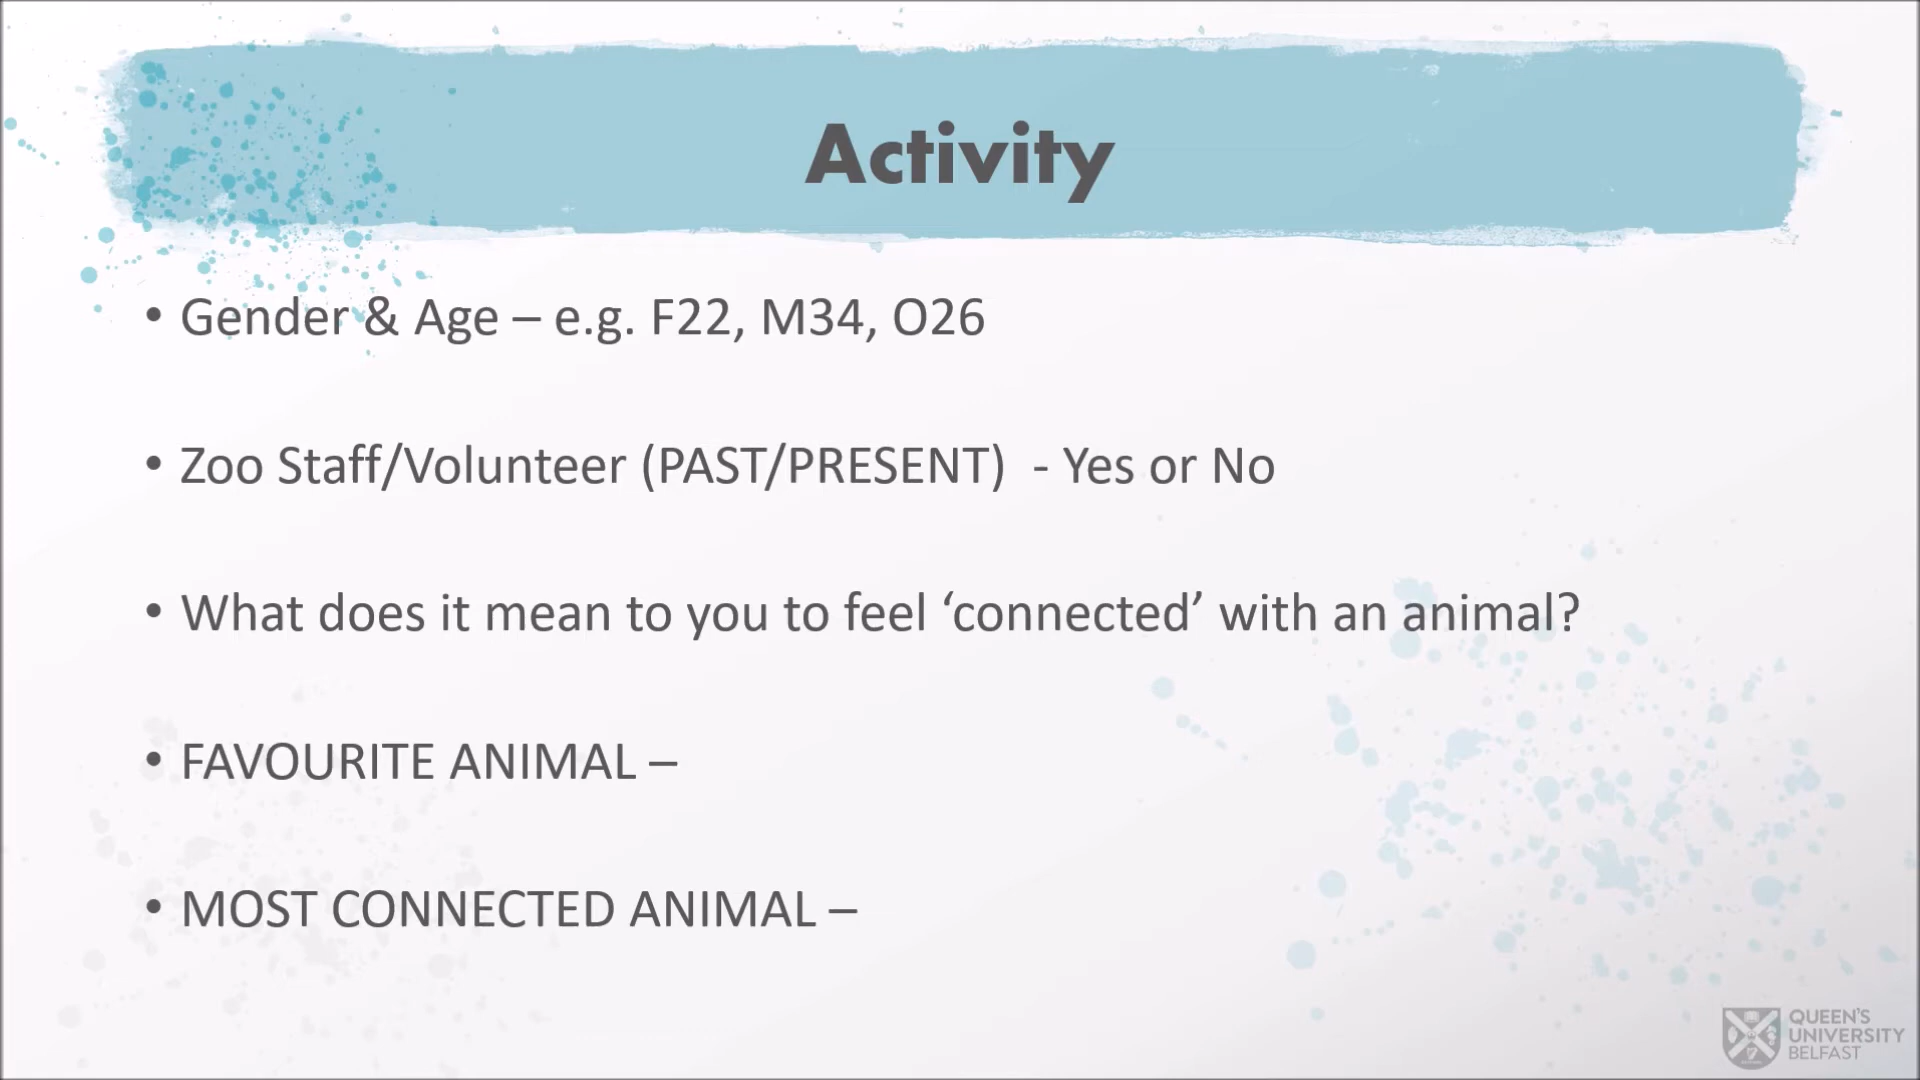 Activity
• Gender & Age – e.g. F22, M34, O26
• Zoo Staff/Volunteer (PAST/PRESENT)  - Yes or No
• What does it mean to you to feel ‘connected’ with an animal?
• FAVOURITE ANIMAL –
• MOST CONNECTED ANIMAL –
QUEEN'S
UNIVERSITY
BELFAST